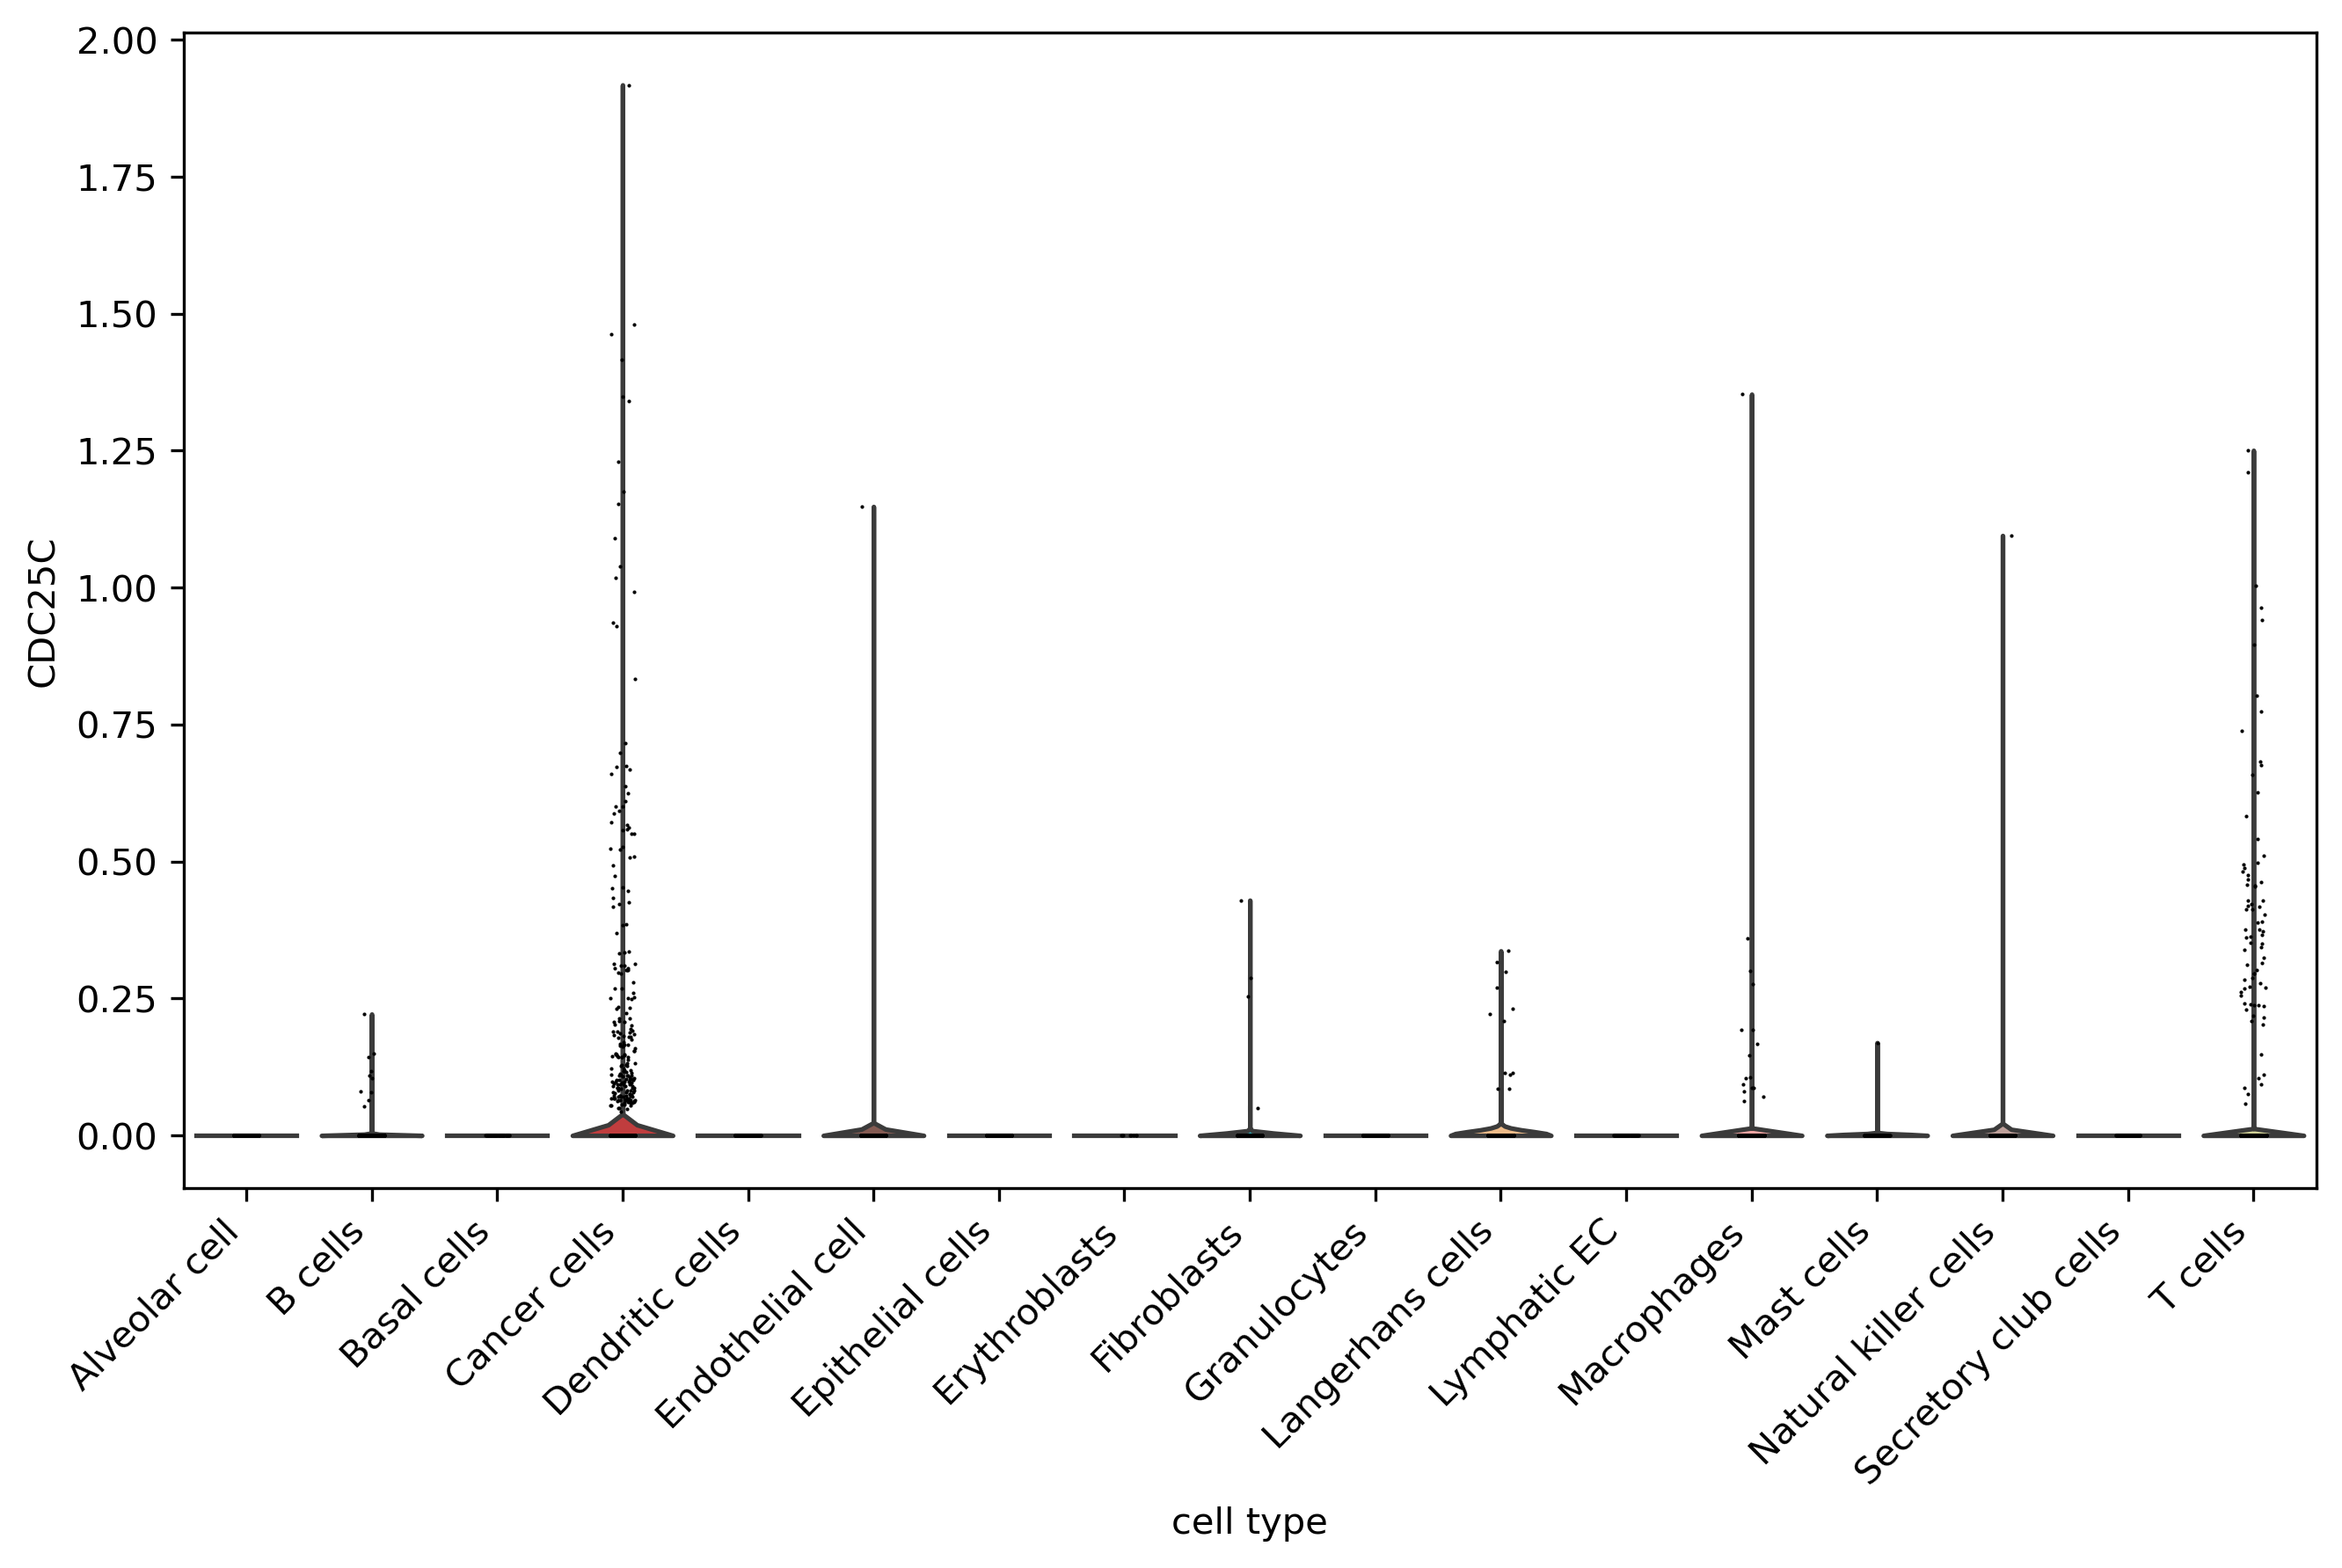 2.00
1.75
1.50
1.25
1.00
0.75
0.50
0.25
0.00
CDC25C
Alveolar cell
B cells
Basal cells
Cancer cells
Dendritic cells
Endothelial cell
Epithelial cells
Erythroblasts
Fibroblasts
Granulocytes
Langerhans cells
Lymphatic EC
Macrophages
Mast cells
Natural killer cells
Secretory club cells
T cells
cell type